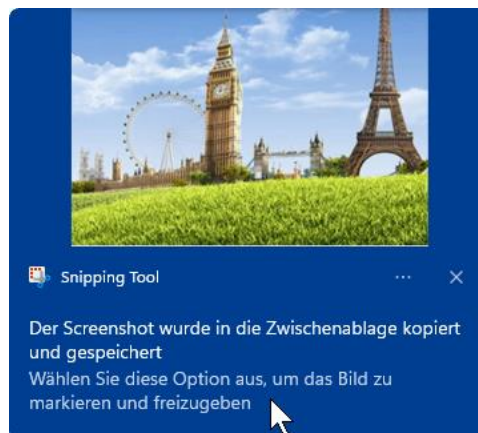 Snipping Tool
Der Screenshot wurde in die Zwischenablage kopiert
und gespeichert
Wählen Sie diese Option aus, um das Bild zu
markieren und freizugeben